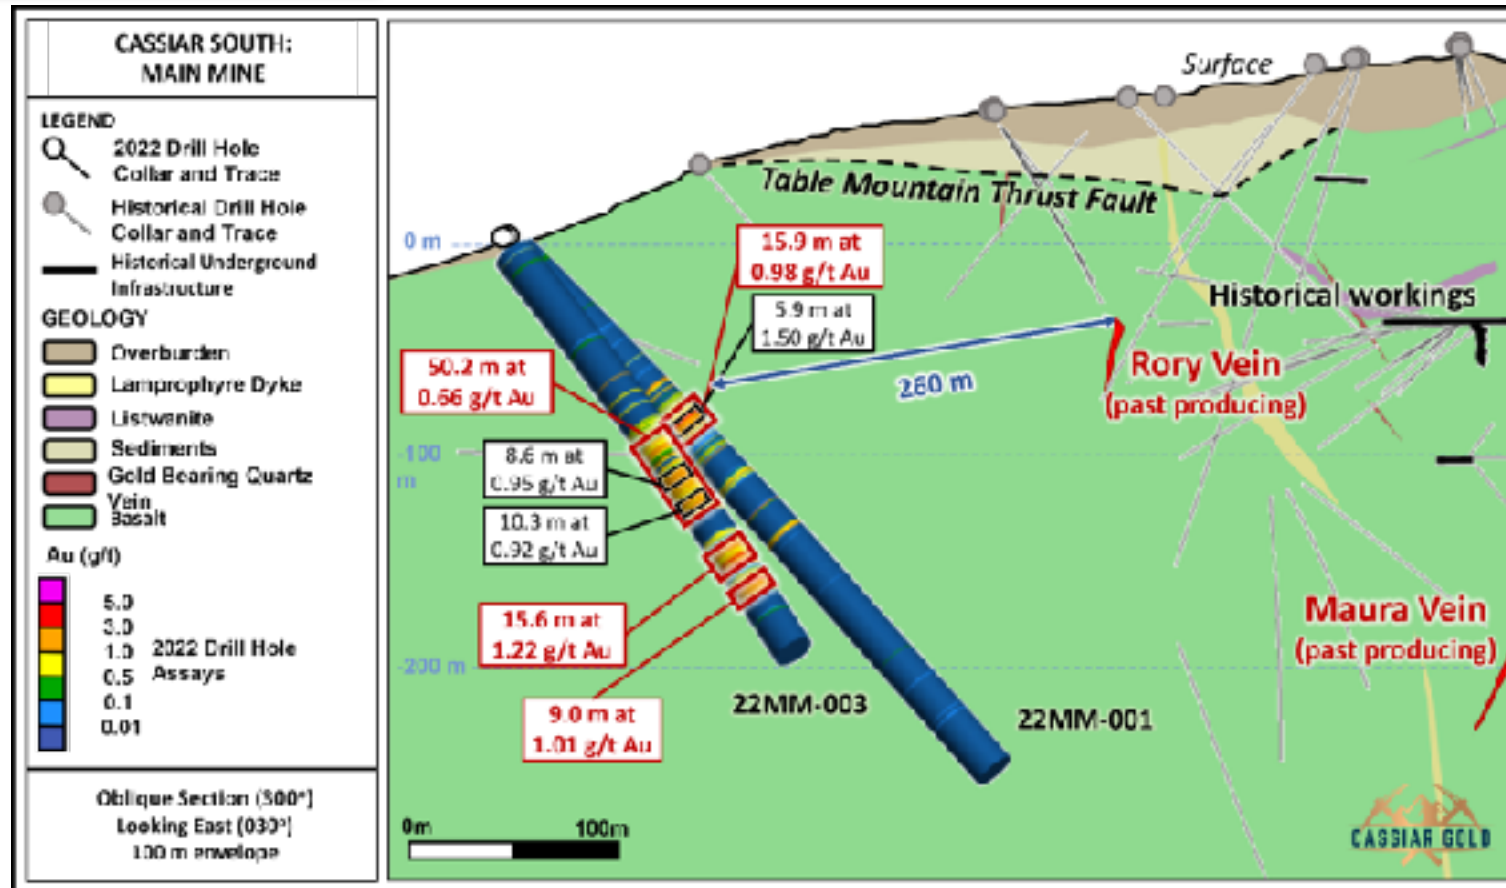 CASSIAR SOUTH:
MAIN MINE
LEGEND
2022 Drill Hole
Collar and Trace
Historical Drill Hole
Collar and Trace
Historical Underground
Infrastructure
GEOLOGY
Overburden
Lamprophyre Dyke
Listwanite
Sediments
Gold Bearing Quartz
Vein
Basalt
Au (g/t)
5.0
3.0
1.0
0.5
0.1
0.01
2022 Drill Hole
Assays
Oblique Section (300°)
Looking East (030°)
100 m envelope
Surface
Table Mountain Thrust Fault
0 m
15.9 m at
0.98 g/t Au
5.9 m at
1.50 g/t Au
Historical workings
50.2 m at
0.66 g/t Au
260 m
Rory Vein
(past producing)
-100
m
8.6 m at
0.95 g/t Au
10.3 m at
0.92 g/t Au
15.6 m at
1.22 g/t Au
Maura Vein
(past producing)
-200 m
22MM-003
22MM-001
9.0 m at
1.01 g/t Au
0m
100m
CASSIAR GOLD